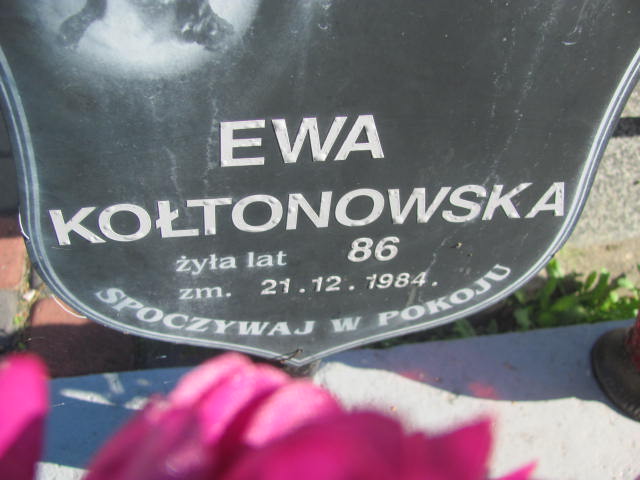 EWA
KOŁTONOWSKA
żyła lat 86
zm. 21.12.1984.
SPOCZYWAJ W POKOJU